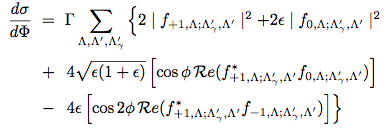 dσ/dΦ = Γ ∑_{Λ,Λ′,Λ′_γ} { 2 | f_{+1,Λ;Λ′_γ,Λ′} |² +2ϵ | f_{0,Λ;Λ′_γ,Λ′} |²
+ 4√ϵ(1 + ϵ) [ cos ϕ Re(f*_{+1,Λ;Λ′_γ,Λ′} f_{0,Λ;Λ′_γ,Λ′}) ]
− 4ϵ [ cos 2ϕ Re(f*_{+1,Λ;Λ′_γ,Λ′} f_{−1,Λ;Λ′_γ,Λ′}) ] }